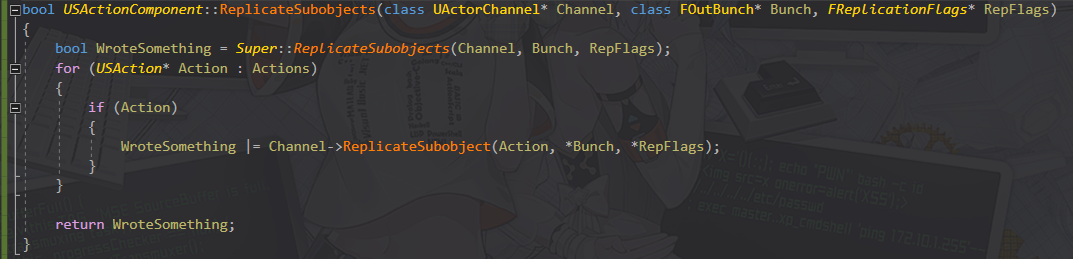 bool USActionComponent::ReplicateSubobjects(class UActorChannel* Channel, class FOutBunch* Bunch, FReplicationFlags* RepFlags)
{
bool WroteSomething = Super::ReplicateSubobjects(Channel, Bunch, RepFlags);
for (USAction* Action : Actions)
{
if (Action)
{
WroteSomething |= Channel->ReplicateSubobject(Action, *Bunch, *RepFlags);
}
}
return WroteSomething;
}